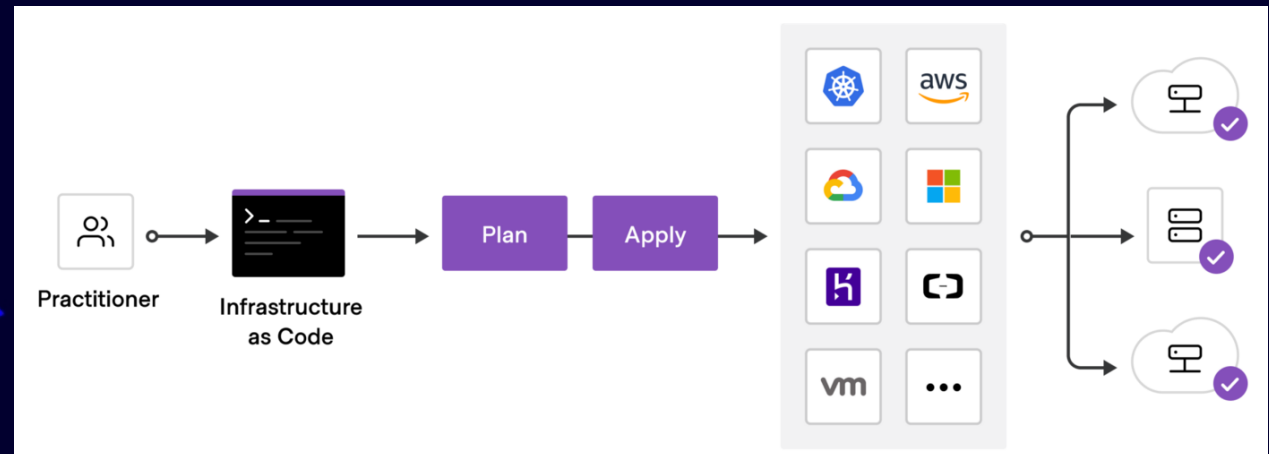 Practitioner
>_
Infrastructure
as Code
Plan
Apply
aws
vm